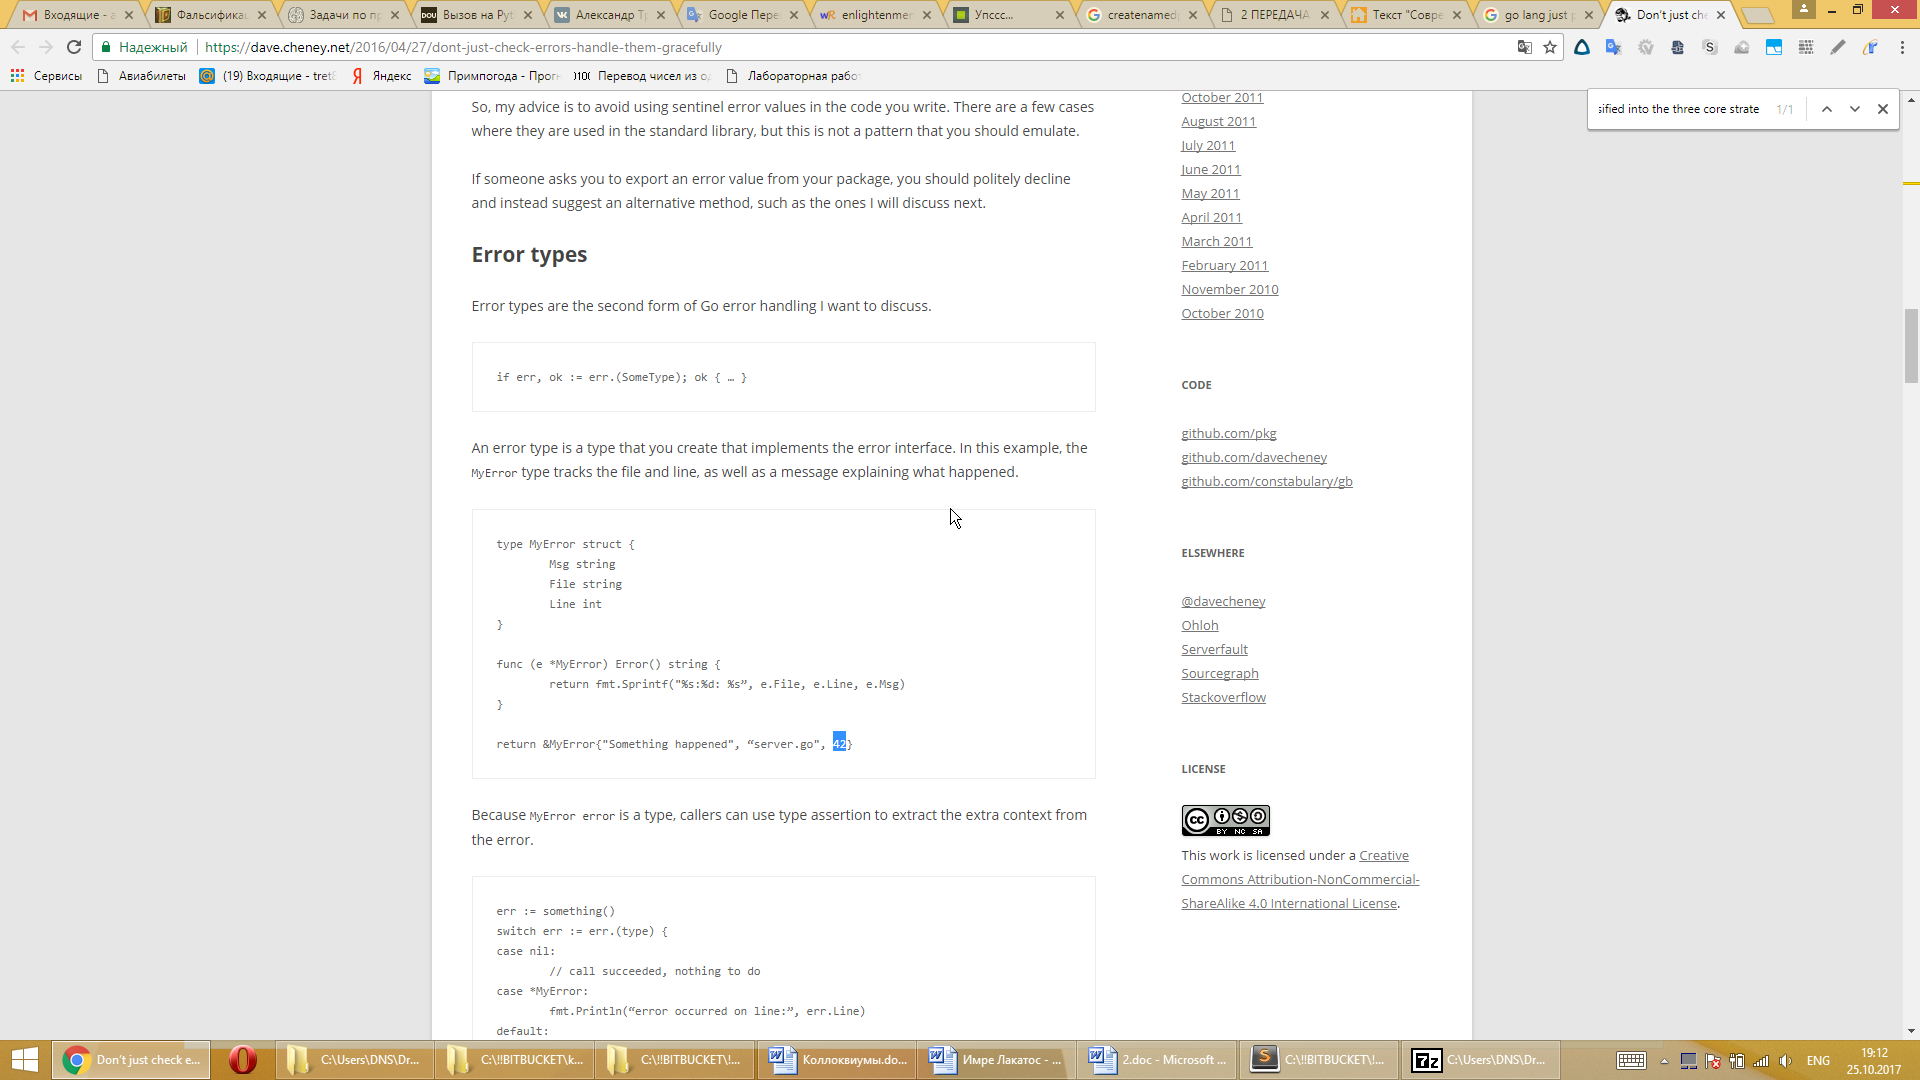 Входящие - a
Фальсифика
Задачи по пр
Вызов на Pyt
Александр Тр
Google Пере
enlightenmer
Упссс...
createnamed
2 ПЕРЕДАЧА
Текст "Совре
go lang just p
Don't just che
Надежный https://dave.cheney.net/2016/04/27/dont-just-check-errors-handle-them-gracefully
Сервисы Авиабилеты (19) Входящие - tret Яндекс Примпогода - Прогн Перевод чисел из о Лабораторная рабо
sified into the three core strate 1/1
So, my advice is to avoid using sentinel error values in the code you write. There are a few cases
where they are used in the standard library, but this is not a pattern that you should emulate.
If someone asks you to export an error value from your package, you should politely decline
and instead suggest an alternative method, such as the ones I will discuss next.
Error types
Error types are the second form of Go error handling I want to discuss.
if err, ok := err.(SomeType); ok { … }
An error type is a type that you create that implements the error interface. In this example, the
MyError type tracks the file and line, as well as a message explaining what happened.
type MyError struct {
Msg string
File string
Line int
}
func (e *MyError) Error() string {
return fmt.Sprintf("%s:%d: %s”, e.File, e.Line, e.Msg)
}
return &MyError{"Something happened", “server.go", 42}
Because MyError error is a type, callers can use type assertion to extract the extra context from
the error.
err := something()
switch err := err.(type) {
case nil:
// call succeeded, nothing to do
case *MyError:
fmt.Println(“error occurred on line:”, err.Line)
default:
October 2011
August 2011
July 2011
June 2011
May 2011
April 2011
March 2011
February 2011
November 2010
October 2010
CODE
github.com/pkg
github.com/davecheney
github.com/constabulary/gb
ELSEWHERE
@davecheney
Ohloh
Serverfault
Sourcegraph
Stackoverflow
LICENSE
cc BY NC SA
This work is licensed under a Creative
Commons Attribution-NonCommercial-
ShareAlike 4.0 International License.
Don't just check e...
C:\Users\DNS\Dr...
C:\!!BITBUCKET\k...
C:\!!BITBUCKET\!...
Коллоквиумы.do...
Имре Лакатос - ...
2.doc - Microsoft ...
C:\!!BITBUCKET\!...
7z C:\Users\DNS\Dr...
ENG
19:12
25.10.2017